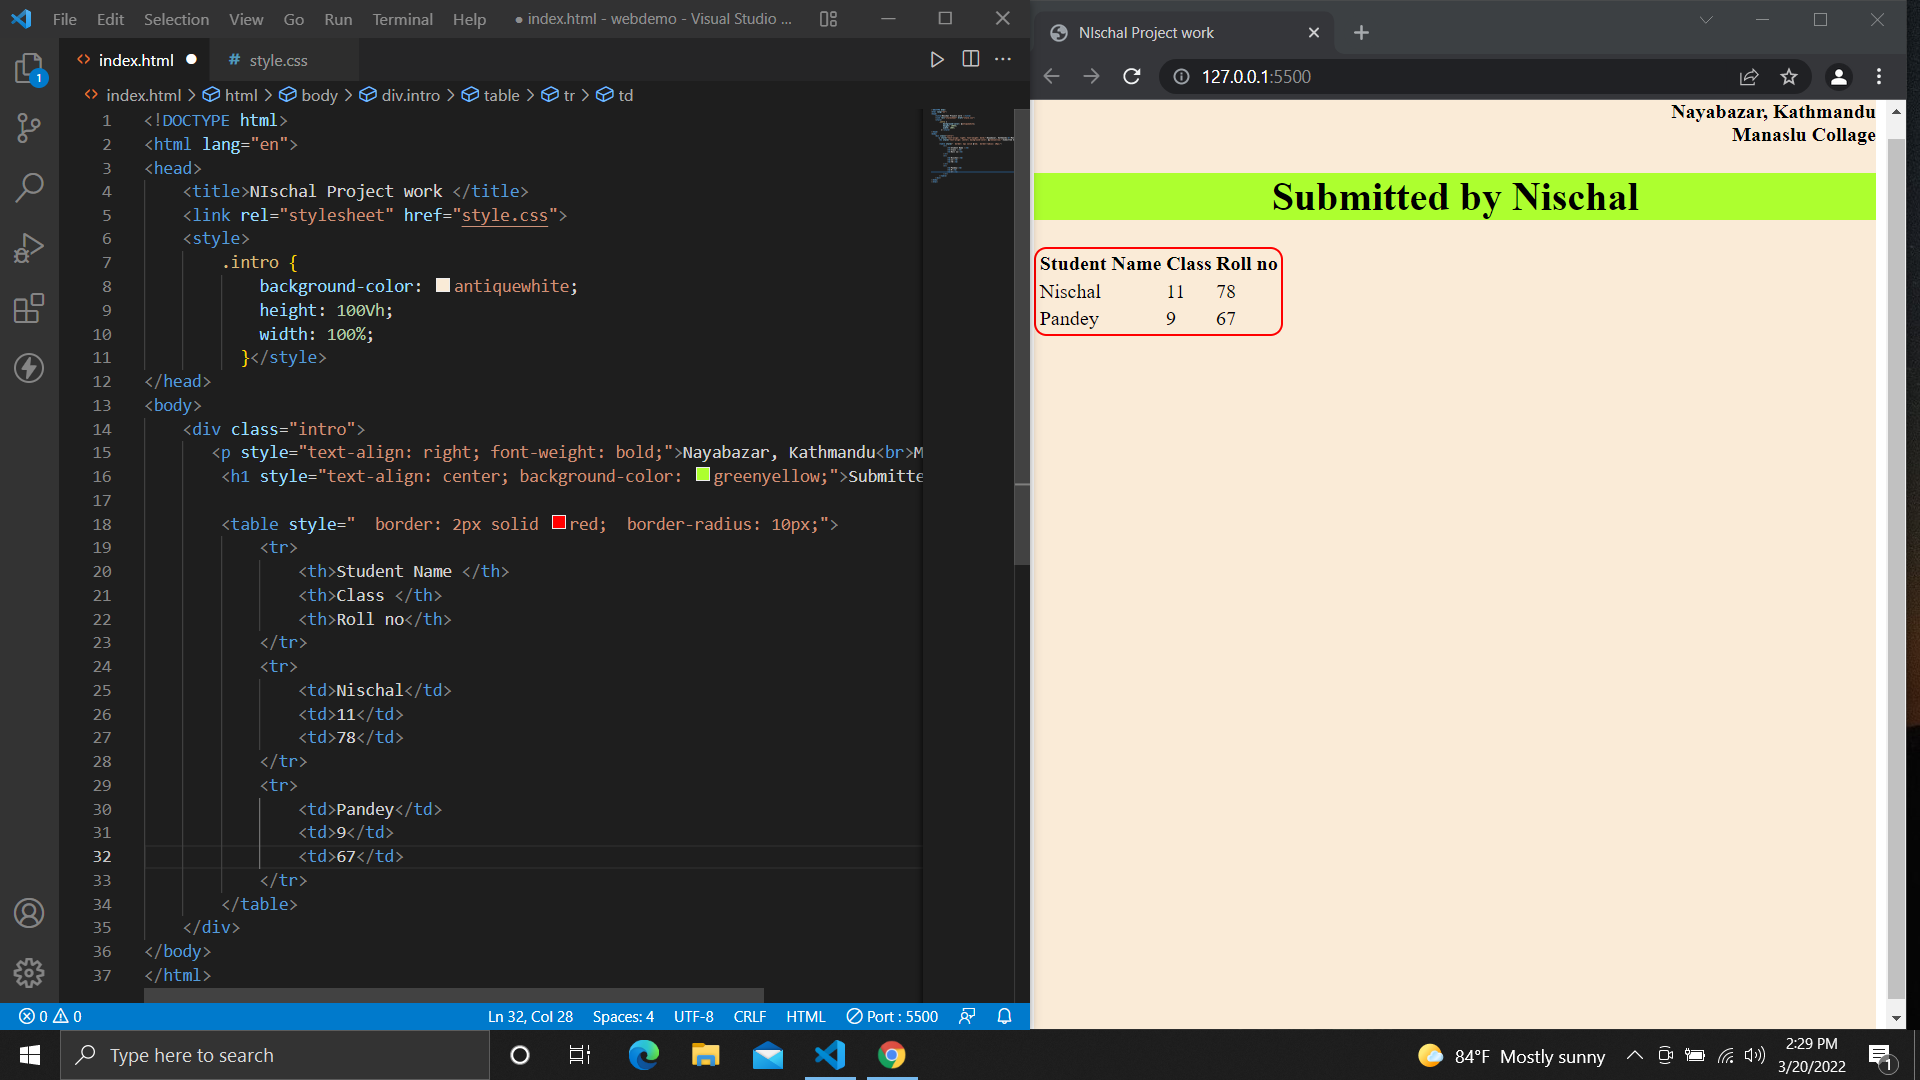 File Edit Selection View Go Run Terminal Help ● index.html - webdemo - Visual Studio ...
index.html ● # style.css
index.html > html > body > div.intro > table > tr > td
1 <!DOCTYPE html>
2 <html lang="en">
3 <head>
4 <title>NIschal Project work </title>
5 <link rel="stylesheet" href="style.css">
6 <style>
7 .intro {
8 background-color: antiquewhite;
9 height: 100Vh;
10 width: 100%;
11 }</style>
12 </head>
13 <body>
14 <div class="intro">
15 <p style="text-align: right; font-weight: bold;">Nayabazar, Kathmandu<br>M
16 <h1 style="text-align: center; background-color: greenyellow;">Submitte
17
18 <table style="  border: 2px solid red;  border-radius: 10px;">
19 <tr>
20 <th>Student Name </th>
21 <th>Class </th>
22 <th>Roll no</th>
23 </tr>
24 <tr>
25 <td>Nischal</td>
26 <td>11</td>
27 <td>78</td>
28 </tr>
29 <tr>
30 <td>Pandey</td>
31 <td>9</td>
32 <td>67</td>
33 </tr>
34 </table>
35 </div>
36 </body>
37 </html>
0 0 Ln 32, Col 28 Spaces: 4 UTF-8 CRLF HTML Port : 5500
1
NIschal Project work
127.0.0.1:5500
Nayabazar, Kathmandu
Manaslu Collage
Submitted by Nischal
Student Name Class Roll no
Nischal 11 78
Pandey 9 67
Type here to search
84°F Mostly sunny
2:29 PM
3/20/2022
1